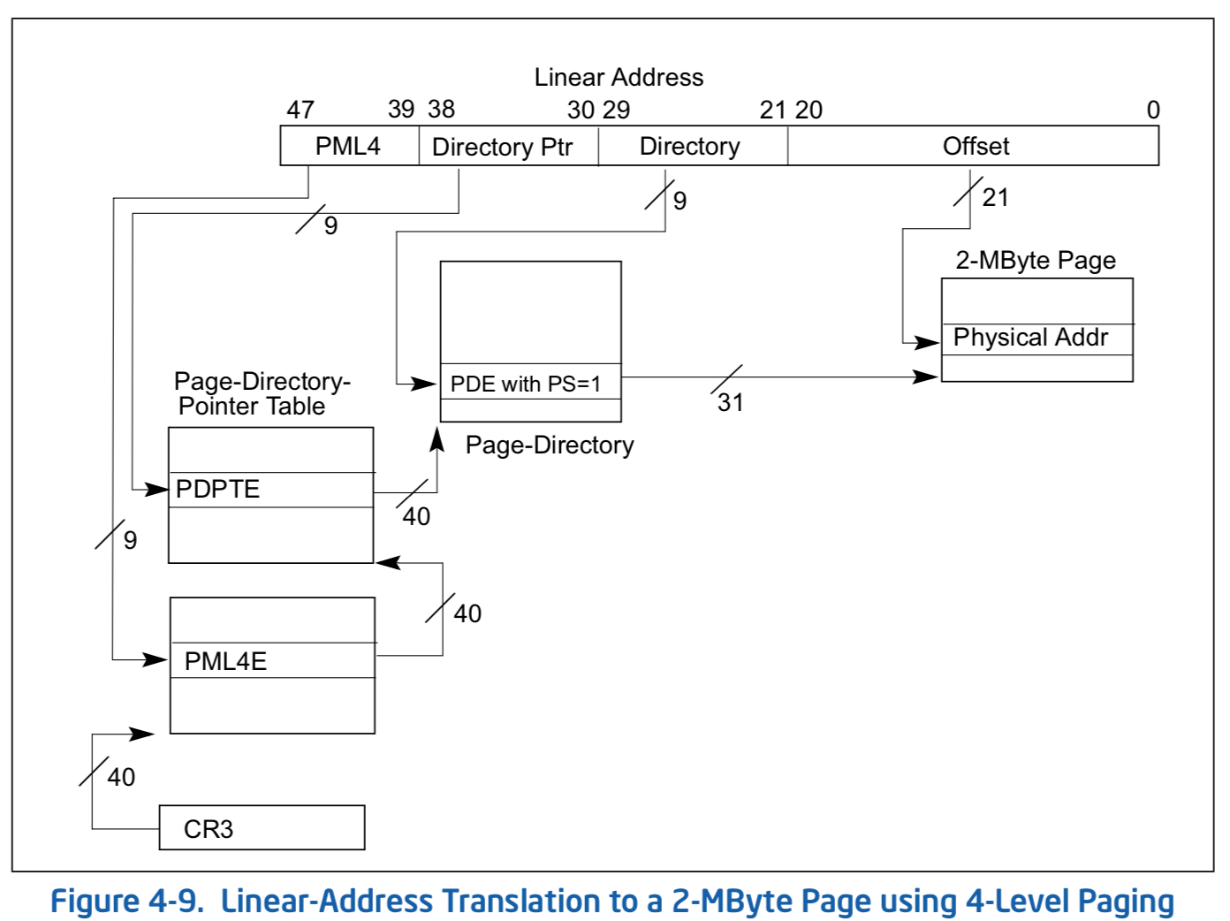 Linear Address
47 39 38 30 29 21 20 0
PML4 Directory Ptr Directory Offset
9 9 21
2-MByte Page
Physical Addr
PDE with PS=1
31
Page-Directory-
Pointer Table
Page-Directory
PDPTE
40
9
40
PML4E
40
CR3
Figure 4-9. Linear-Address Translation to a 2-MByte Page using 4-Level Paging